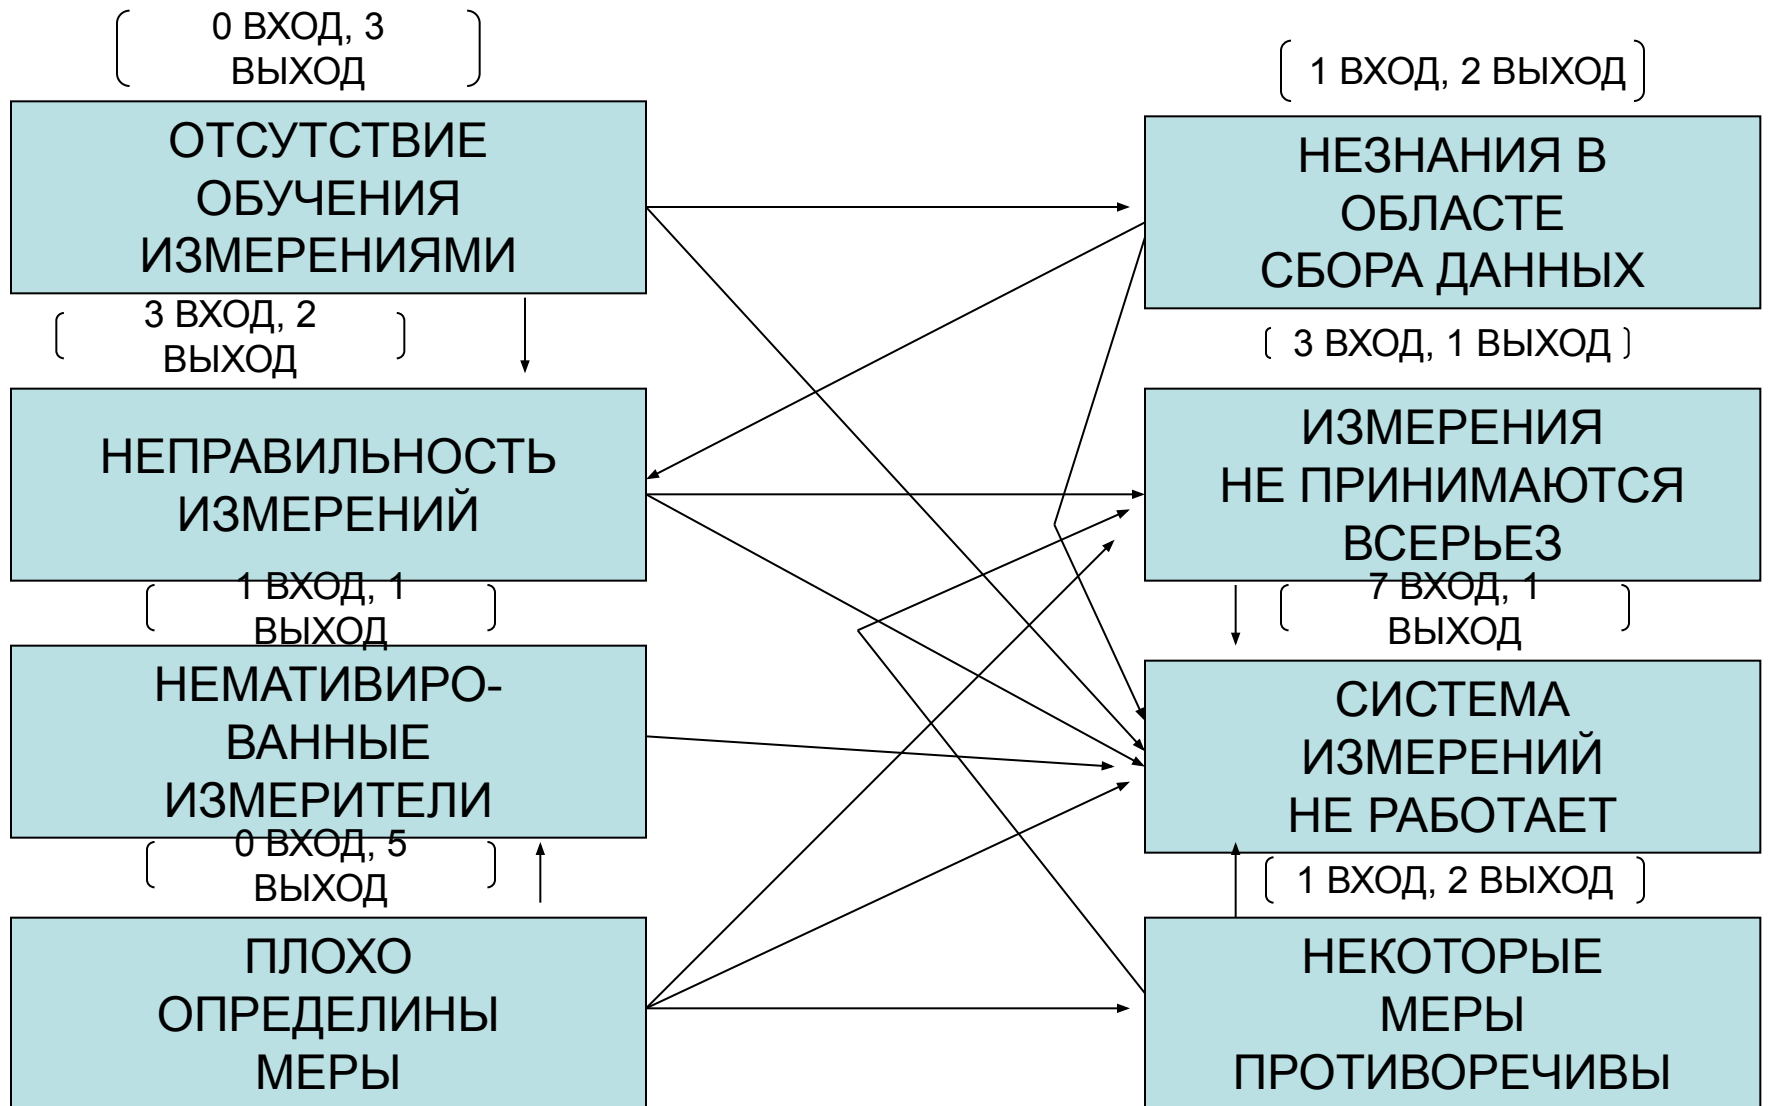 0 ВХОД, 3
ВЫХОД
ОТСУТСТВИЕ
ОБУЧЕНИЯ
ИЗМЕРЕНИЯМИ
3 ВХОД, 2
ВЫХОД
НЕПРАВИЛЬНОСТЬ
ИЗМЕРЕНИЙ
1 ВХОД, 1
ВЫХОД
НЕМАТИВИРО-
ВАННЫЕ
ИЗМЕРИТЕЛИ
0 ВХОД, 5
ВЫХОД
ПЛОХО
ОПРЕДЕЛИНЫ
МЕРЫ
1 ВХОД, 2 ВЫХОД
НЕЗНАНИЯ В
ОБЛАСТЕ
СБОРА ДАННЫХ
3 ВХОД, 1 ВЫХОД
ИЗМЕРЕНИЯ
НЕ ПРИНИМАЮТСЯ
ВСЕРЬЕЗ
7 ВХОД, 1
ВЫХОД
СИСТЕМА
ИЗМЕРЕНИЙ
НЕ РАБОТАЕТ
1 ВХОД, 2 ВЫХОД
НЕКОТОРЫЕ
МЕРЫ
ПРОТИВОРЕЧИВЫ